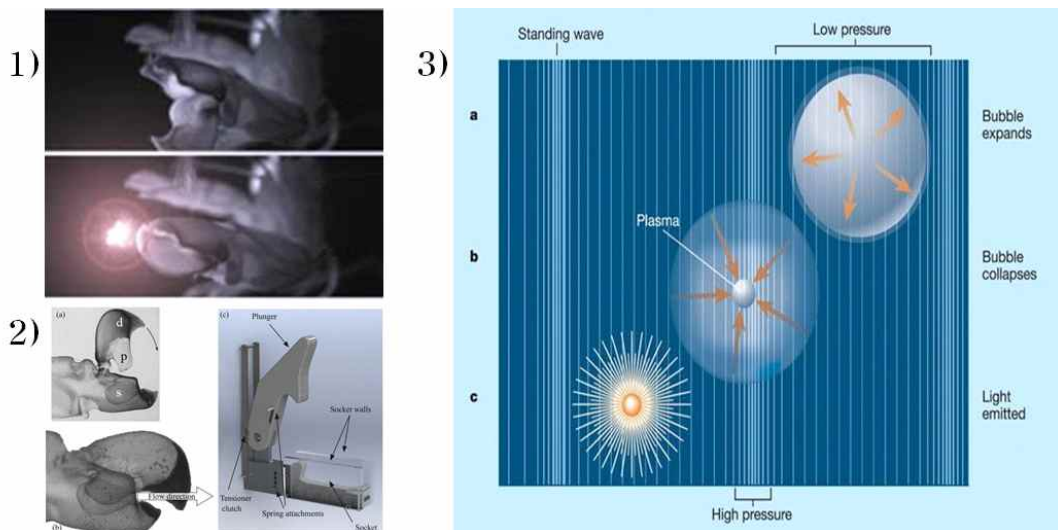 1)
2)
(a)
d
p
s
(b)
Flow direction
(c)
Plunger
Socker walls
Tensioner
clutch
Spring attachments
Socket
3)
Standing wave
Low pressure
a
Bubble
expands
Plasma
b
Bubble
collapses
c
Light
emitted
High pressure